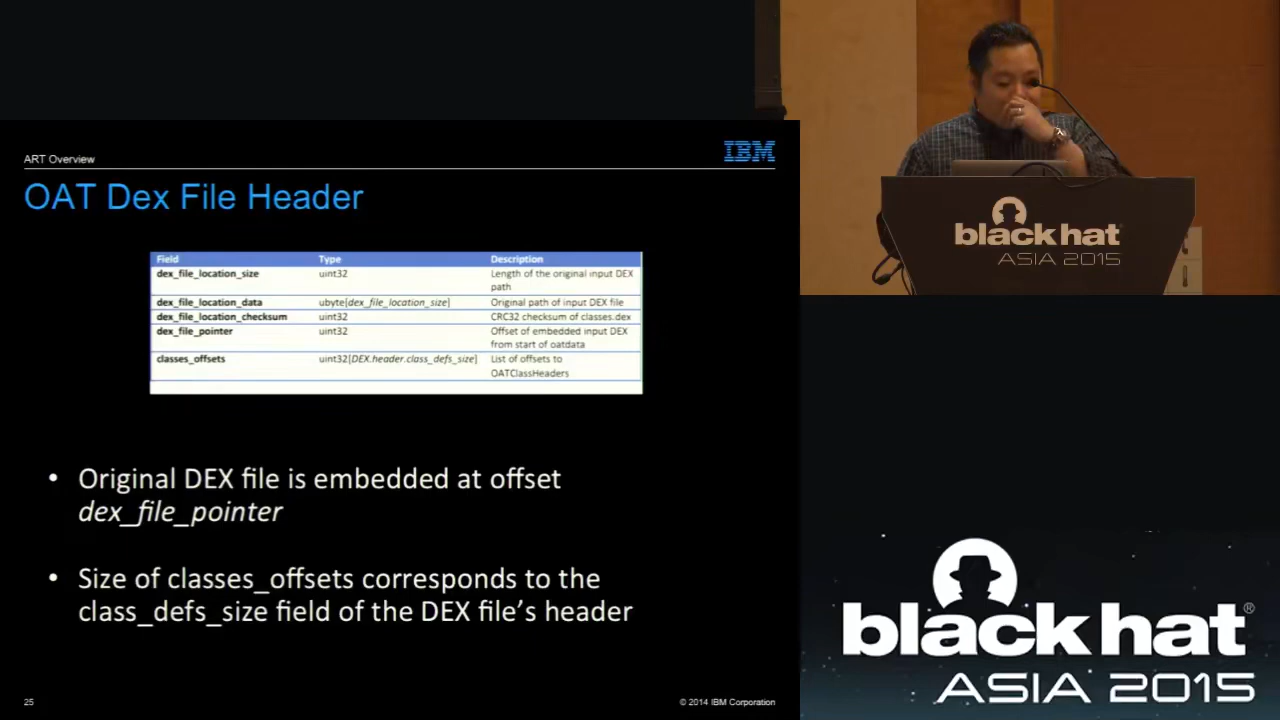 ART Overview
IBM
OAT Dex File Header
Field Type Description
dex_file_location_size uint32 Length of the original input DEX
path
dex_file_location_data ubyte[dex_file_location_size] Original path of input DEX file
dex_file_location_checksum uint32 CRC32 checksum of classes.dex
dex_file_pointer uint32 Offset of embedded input DEX
from start of oatdata
classes_offsets uint32[DEX.header.class_defs_size] List of offsets to
OATClassHeaders
• Original DEX file is embedded at offset
dex_file_pointer
• Size of classes_offsets corresponds to the
class_defs_size field of the DEX file's header
25
© 2014 IBM Corporation
black hat
ASIA 2015
black hat®
ASIA 2015